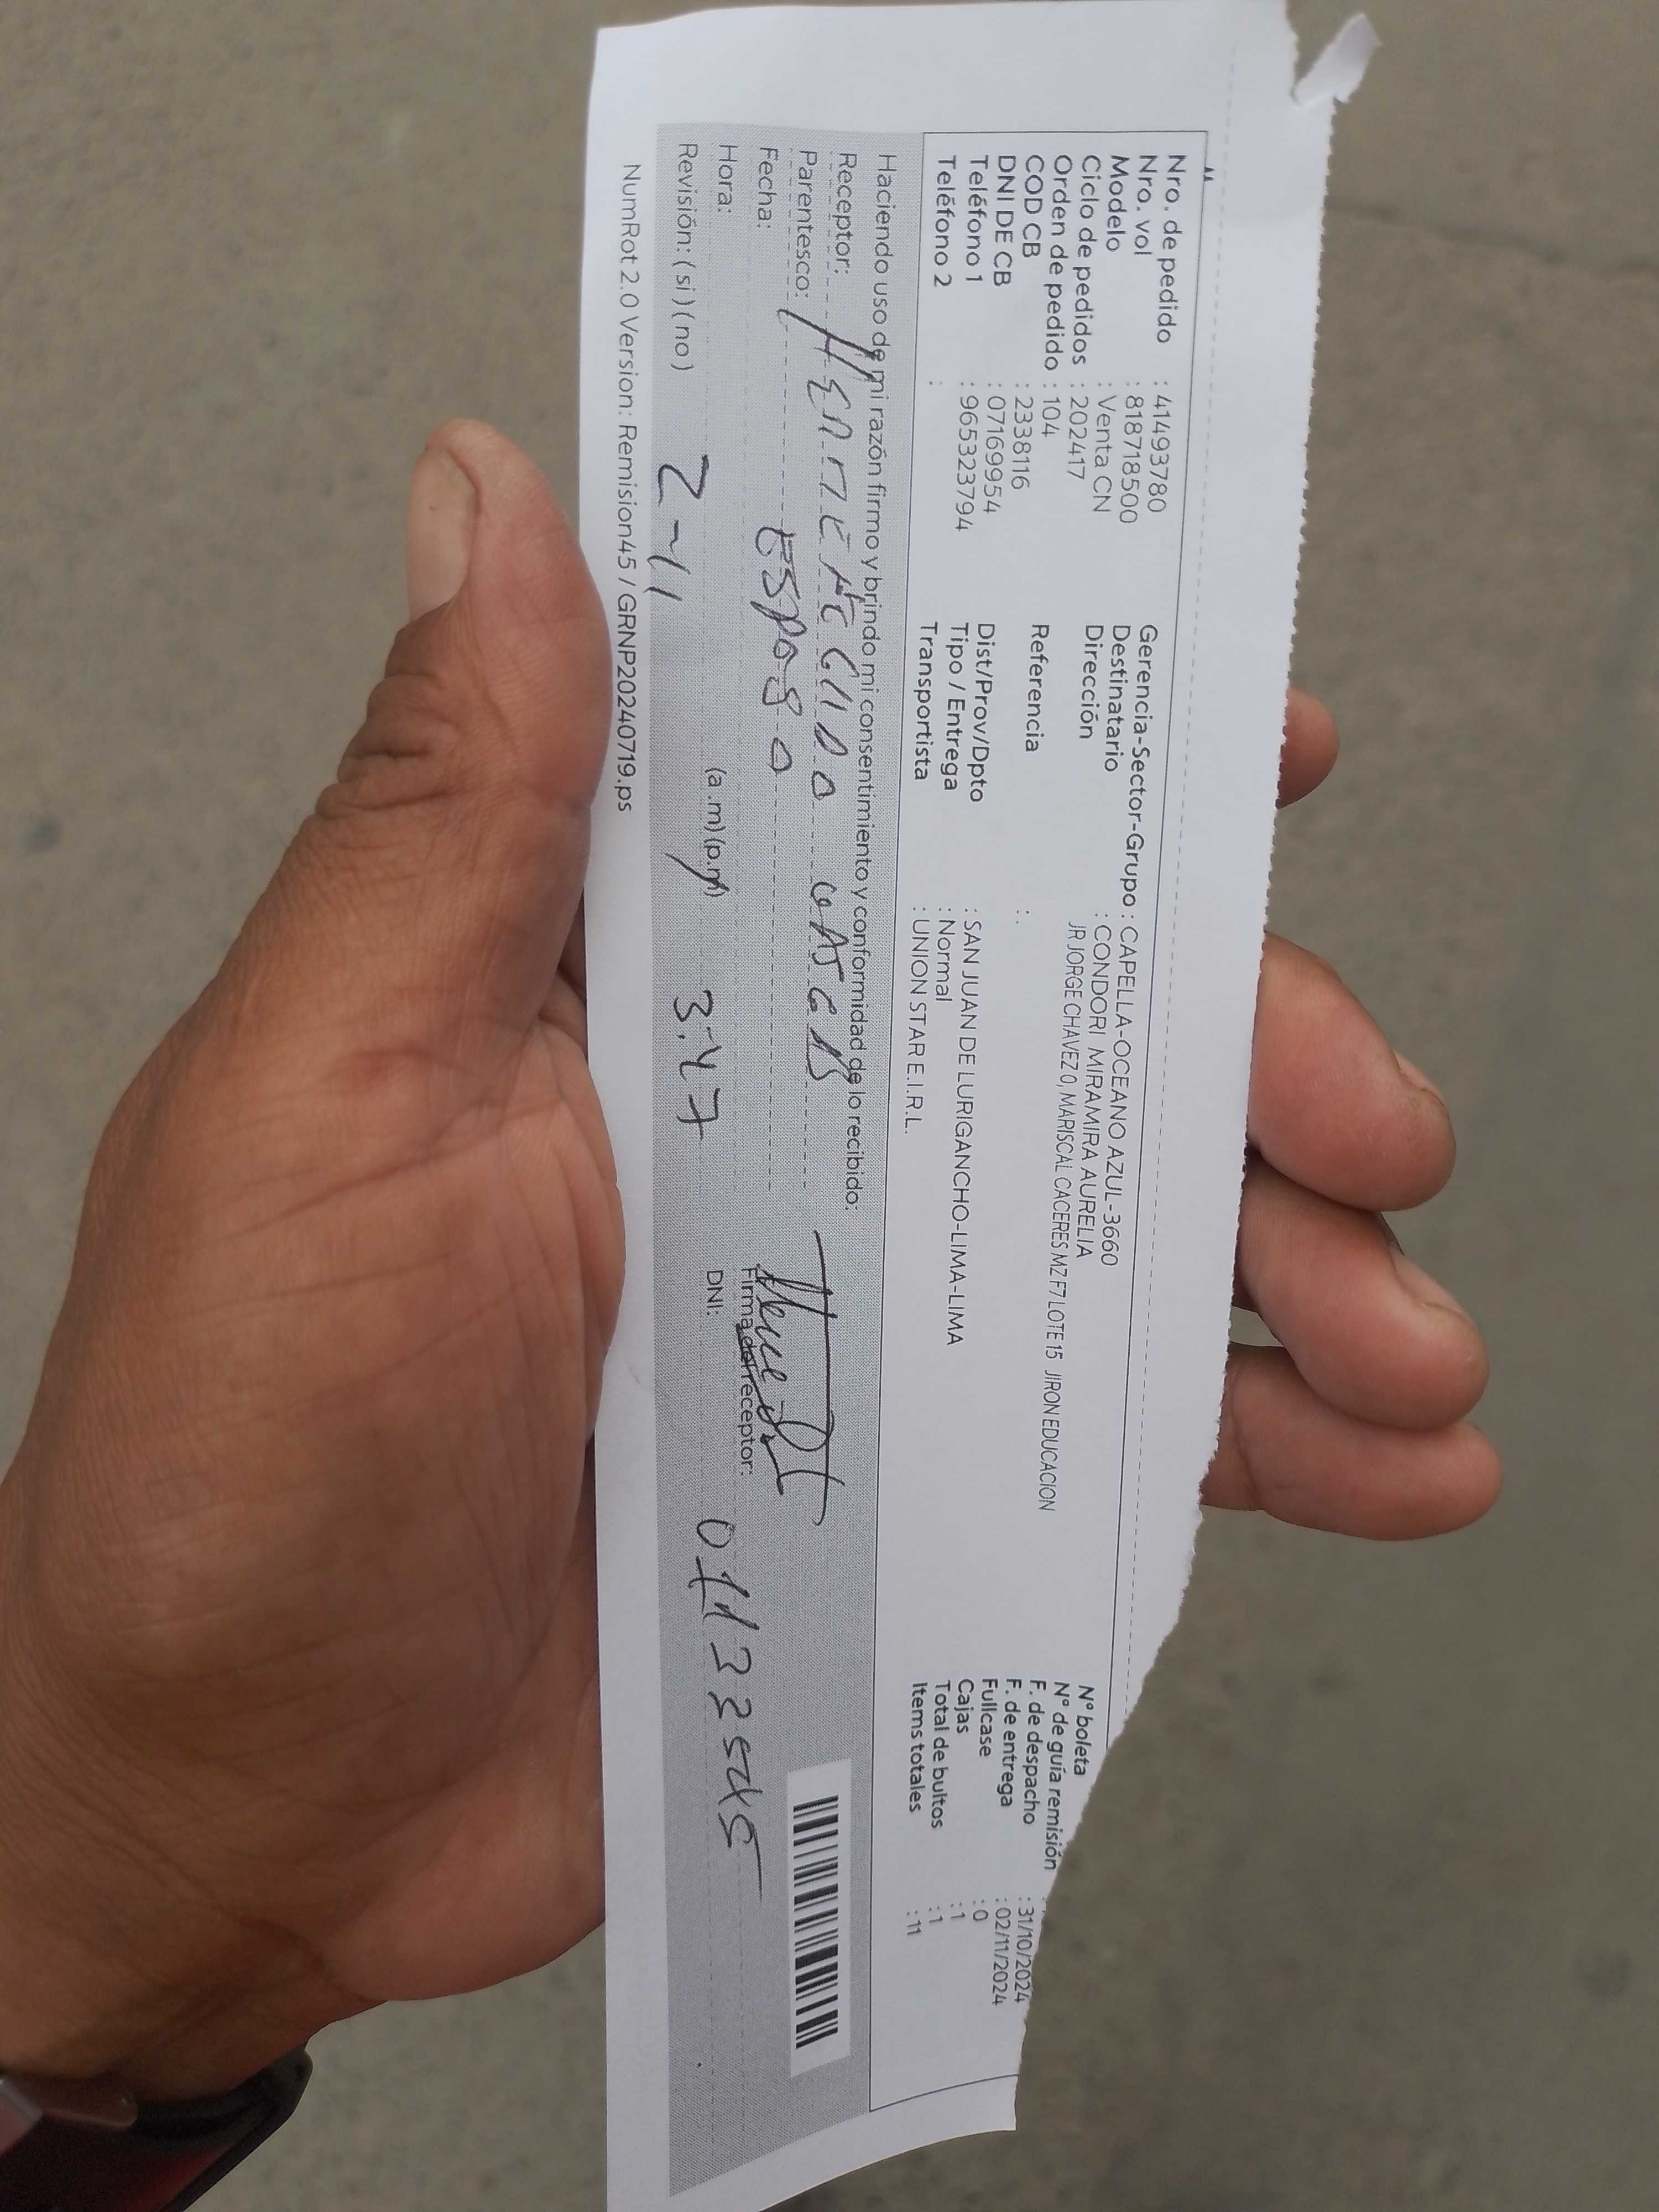 Nro. de pedido : 41493780
Nro. vol : 818718500
Modelo : Venta CN
Ciclo de pedidos : 202417
Orden de pedido : 104
COD CB : 2338116
DNI DE CB : 07169954
Teléfono 1 : 965323794
Teléfono 2 :
Gerencia-Sector-Grupo : CAPELLA-OCEANO AZUL-3660
Destinatario : CONDORI MIRAMIRA AURELIA
Dirección JR JORGE CHAVEZ 0, MARISCAL CACERES MZ F7 LOTE 15 JIRON EDUCACION
Referencia : .
Dist/Prov/Dpto : SAN JUAN DE LURIGANCHO-LIMA-LIMA
Tipo / Entrega : Normal
Transportista : UNION STAR E.I.R.L.
N° boleta
N° de guía remisión :
F. de despacho : 31/10/2024
F. de entrega : 02/11/2024
Fullcase : 0
Cajas : 1
Total de bultos : 1
Items totales : 11
Haciendo uso de mi razón firmo y brindo mi consentimiento y conformidad de lo recibido:
Receptor:
Parentesco: ESPOSO
Fecha: 2-11
Hora: (a.m)(p.m) 3:47
Revisión: ( si ) ( no )
Firma del receptor:
DNI:
NumRot 2.0 Version: Remision45 / GRNP20240719.ps